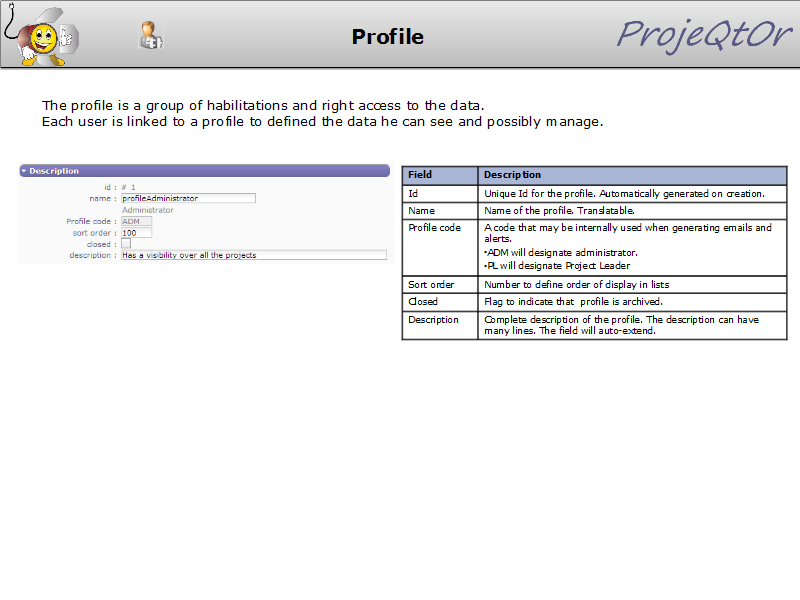 Profile
ProjeQtOr
The profile is a group of habilitations and right access to the data.
Each user is linked to a profile to defined the data he can see and possibly manage.
Description
id : # 1
name : profileAdministrator
Administrator
Profile code : ADM
sort order : 100
closed :
description : Has a visibility over all the projects
Field Description
Id Unique Id for the profile. Automatically generated on creation.
Name Name of the profile. Translatable.
Profile code A code that may be internally used when generating emails and
alerts.
•ADM will designate administrator.
•PL will designate Project Leader
Sort order Number to define order of display in lists
Closed Flag to indicate that profile is archived.
Description Complete description of the profile. The description can have
many lines. The field will auto-extend.